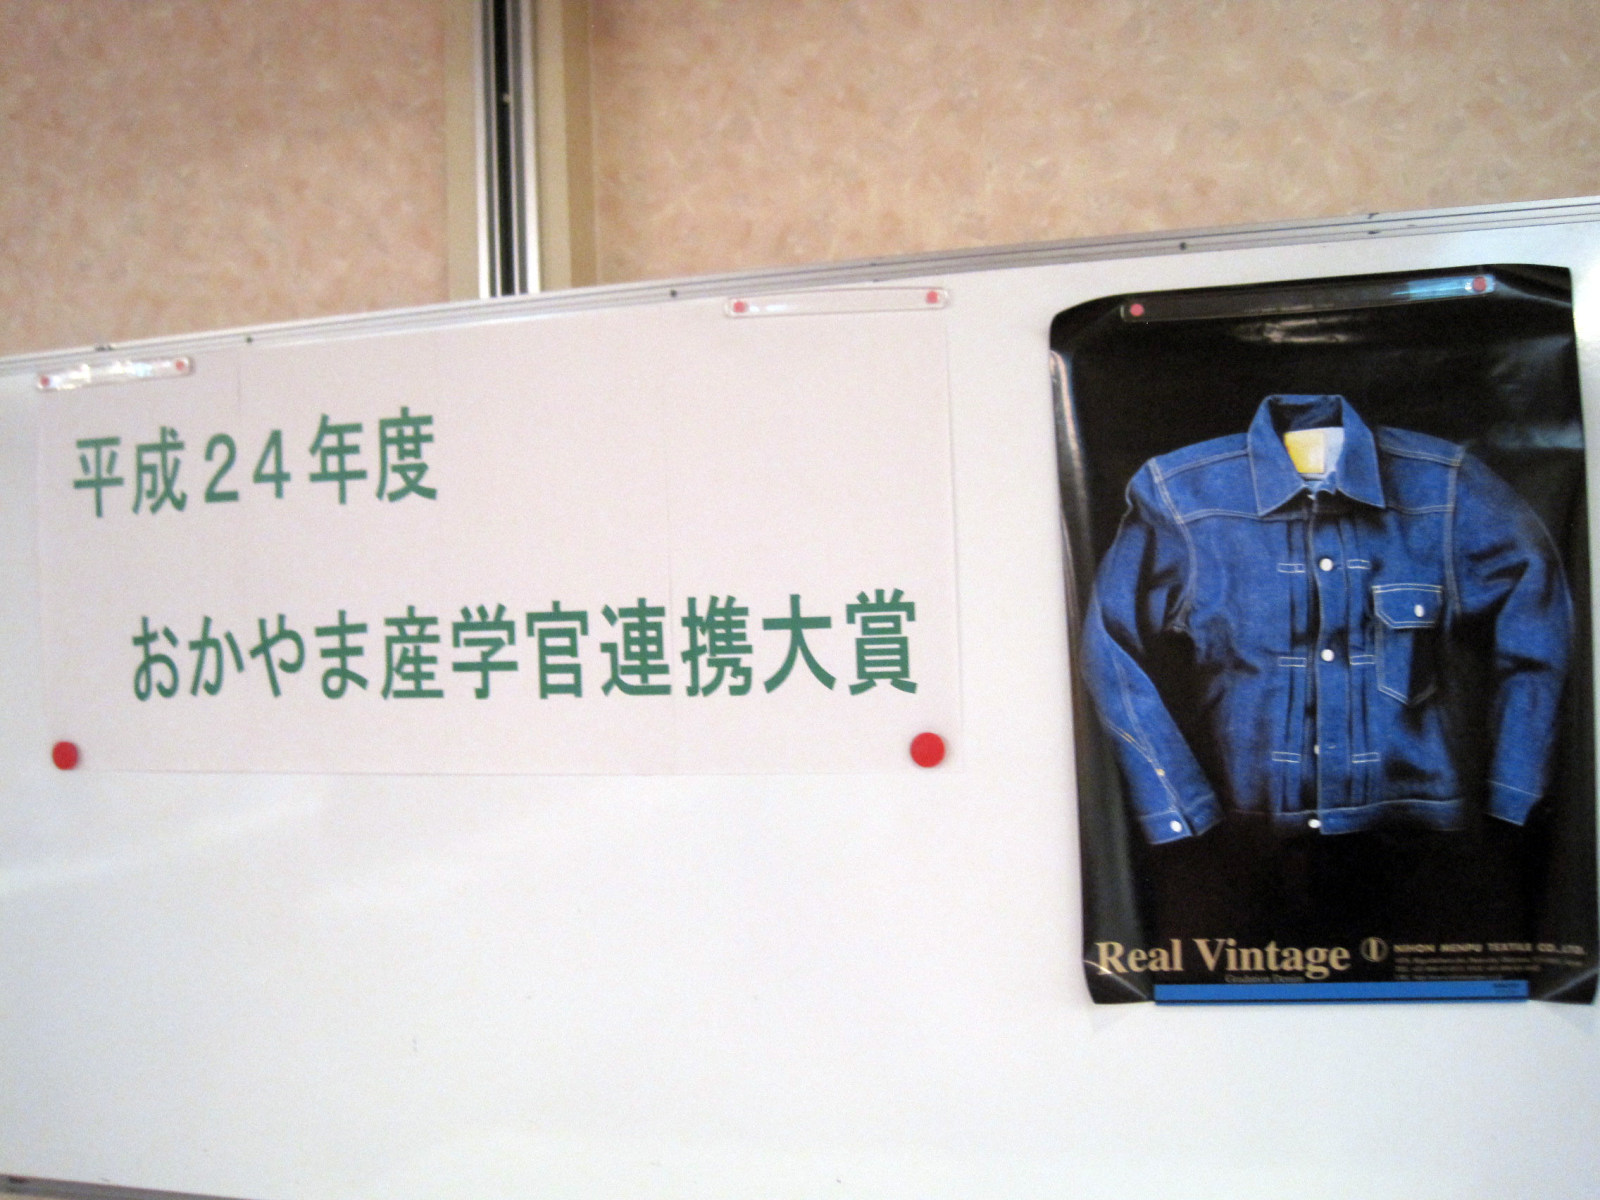 平成24年度
おかやま産学官連携大賞
Real Vintage
NIHON MENPU TEXTILE CO., LTD.